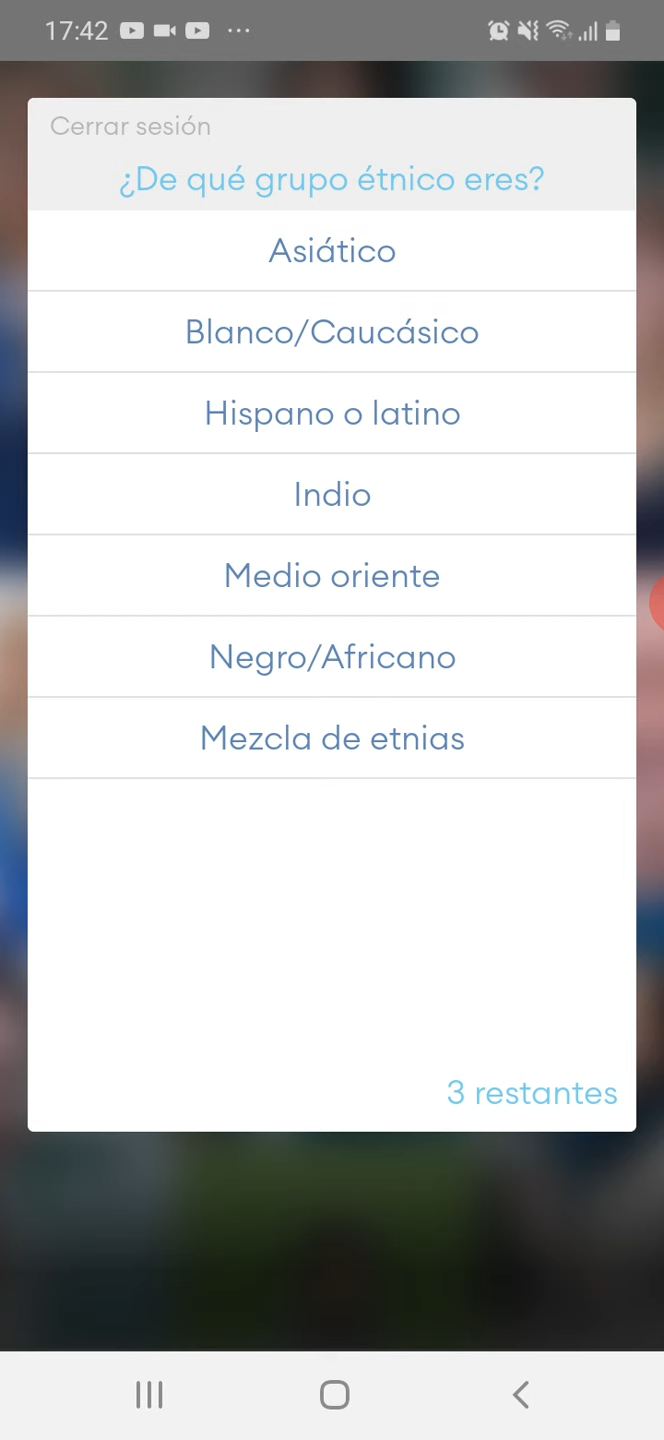 17:42
Cerrar sesión
¿De qué grupo étnico eres?
Asiático
Blanco/Caucásico
Hispano o latino
Indio
Medio oriente
Negro/Africano
Mezcla de etnias
3 restantes